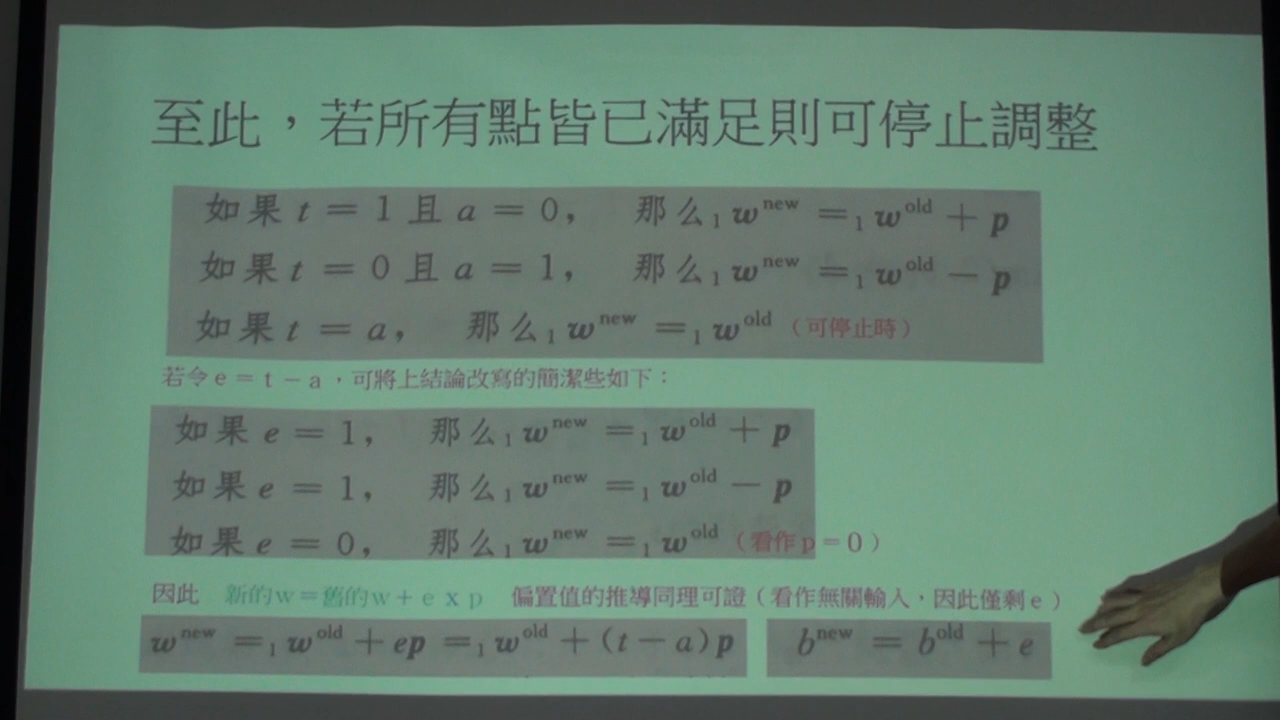 至此，若所有點皆已滿足則可停止調整
如果 t = 1 且 a = 0， 那么 ₁w^new = ₁w^old + p
如果 t = 0 且 a = 1， 那么 ₁w^new = ₁w^old － p
如果 t = a， 那么 ₁w^new = ₁w^old （可停止時）
若令 e = t － a ，可將上結論改寫的簡潔些如下：
如果 e = 1， 那么 ₁w^new = ₁w^old + p
如果 e = 1， 那么 ₁w^new = ₁w^old － p
如果 e = 0， 那么 ₁w^new = ₁w^old （看作p = 0 ）
因此 新的w＝舊的w + e x p 偏置值的推導同理可證（看作無關輸入，因此僅剩 e ）
w^new = ₁w^old + ep = ₁w^old + (t － a)p b^new = b^old + e